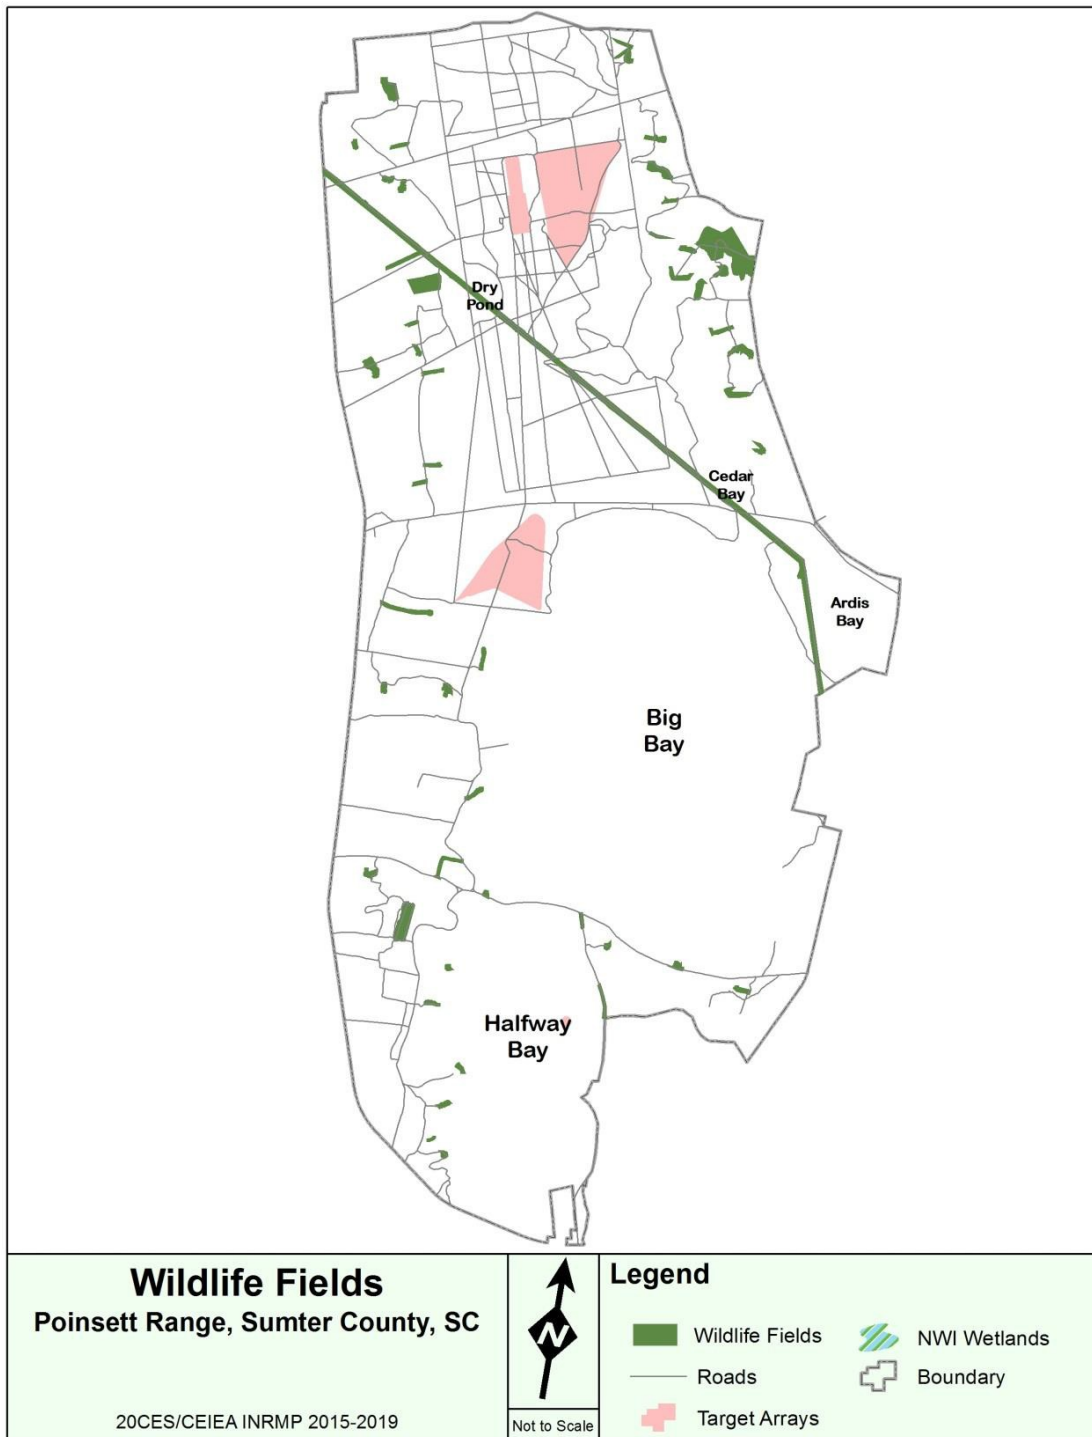 Dry
Pond
Cedar
Bay
Ardis
Bay
Big
Bay
Halfway
Bay
Wildlife Fields
Poinsett Range, Sumter County, SC
20CES/CEIEA INRMP 2015-2019
N
Not to Scale
Legend
Wildlife Fields
Roads
Target Arrays
NWI Wetlands
Boundary